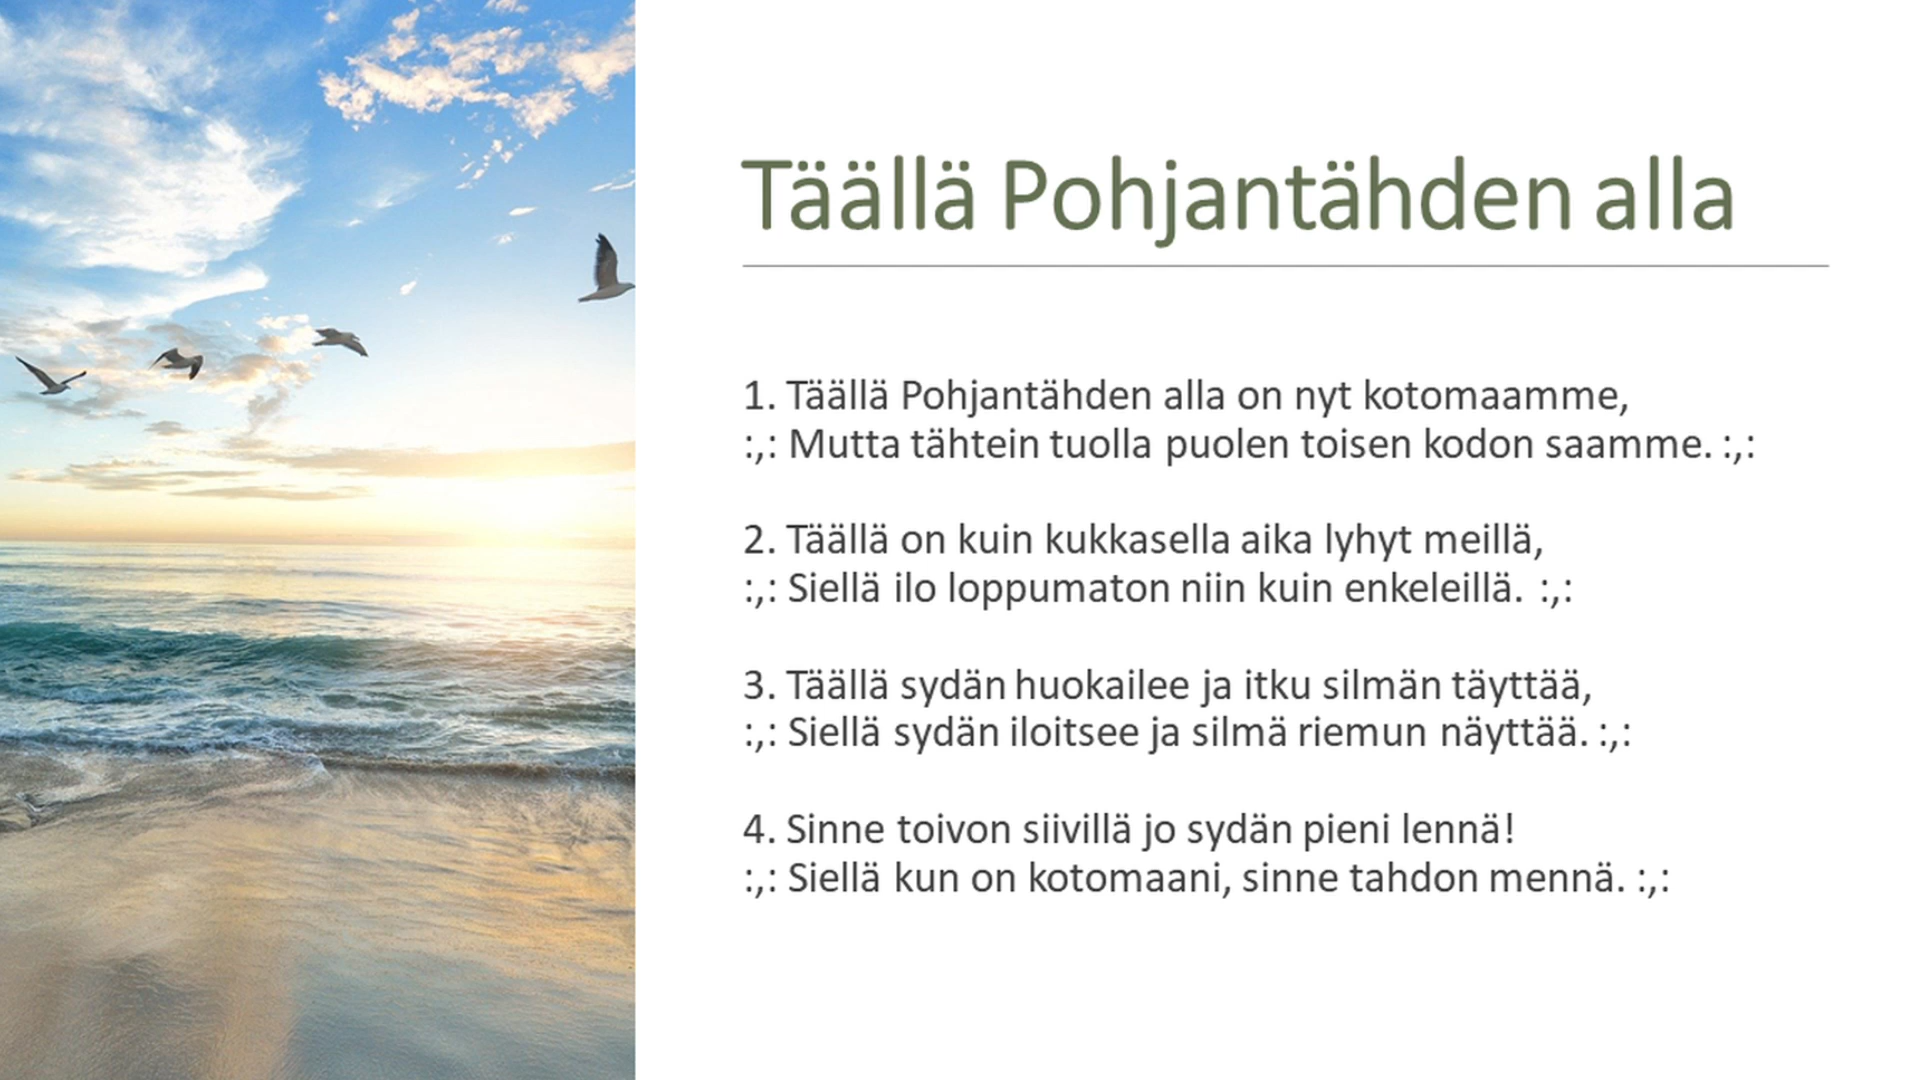 Täällä Pohjantähden alla
1. Täällä Pohjantähden alla on nyt kotomaamme,
:,: Mutta tähtein tuolla puolen toisen kodon saamme. :,:
2. Täällä on kuin kukkasella aika lyhyt meillä,
:,: Siellä ilo loppumaton niin kuin enkeleillä. :,:
3. Täällä sydän huokailee ja itku silmän täyttää,
:,: Siellä sydän iloitsee ja silmä riemun näyttää. :,:
4. Sinne toivon siivillä jo sydän pieni lennä!
:,: Siellä kun on kotomaani, sinne tahdon mennä. :,: